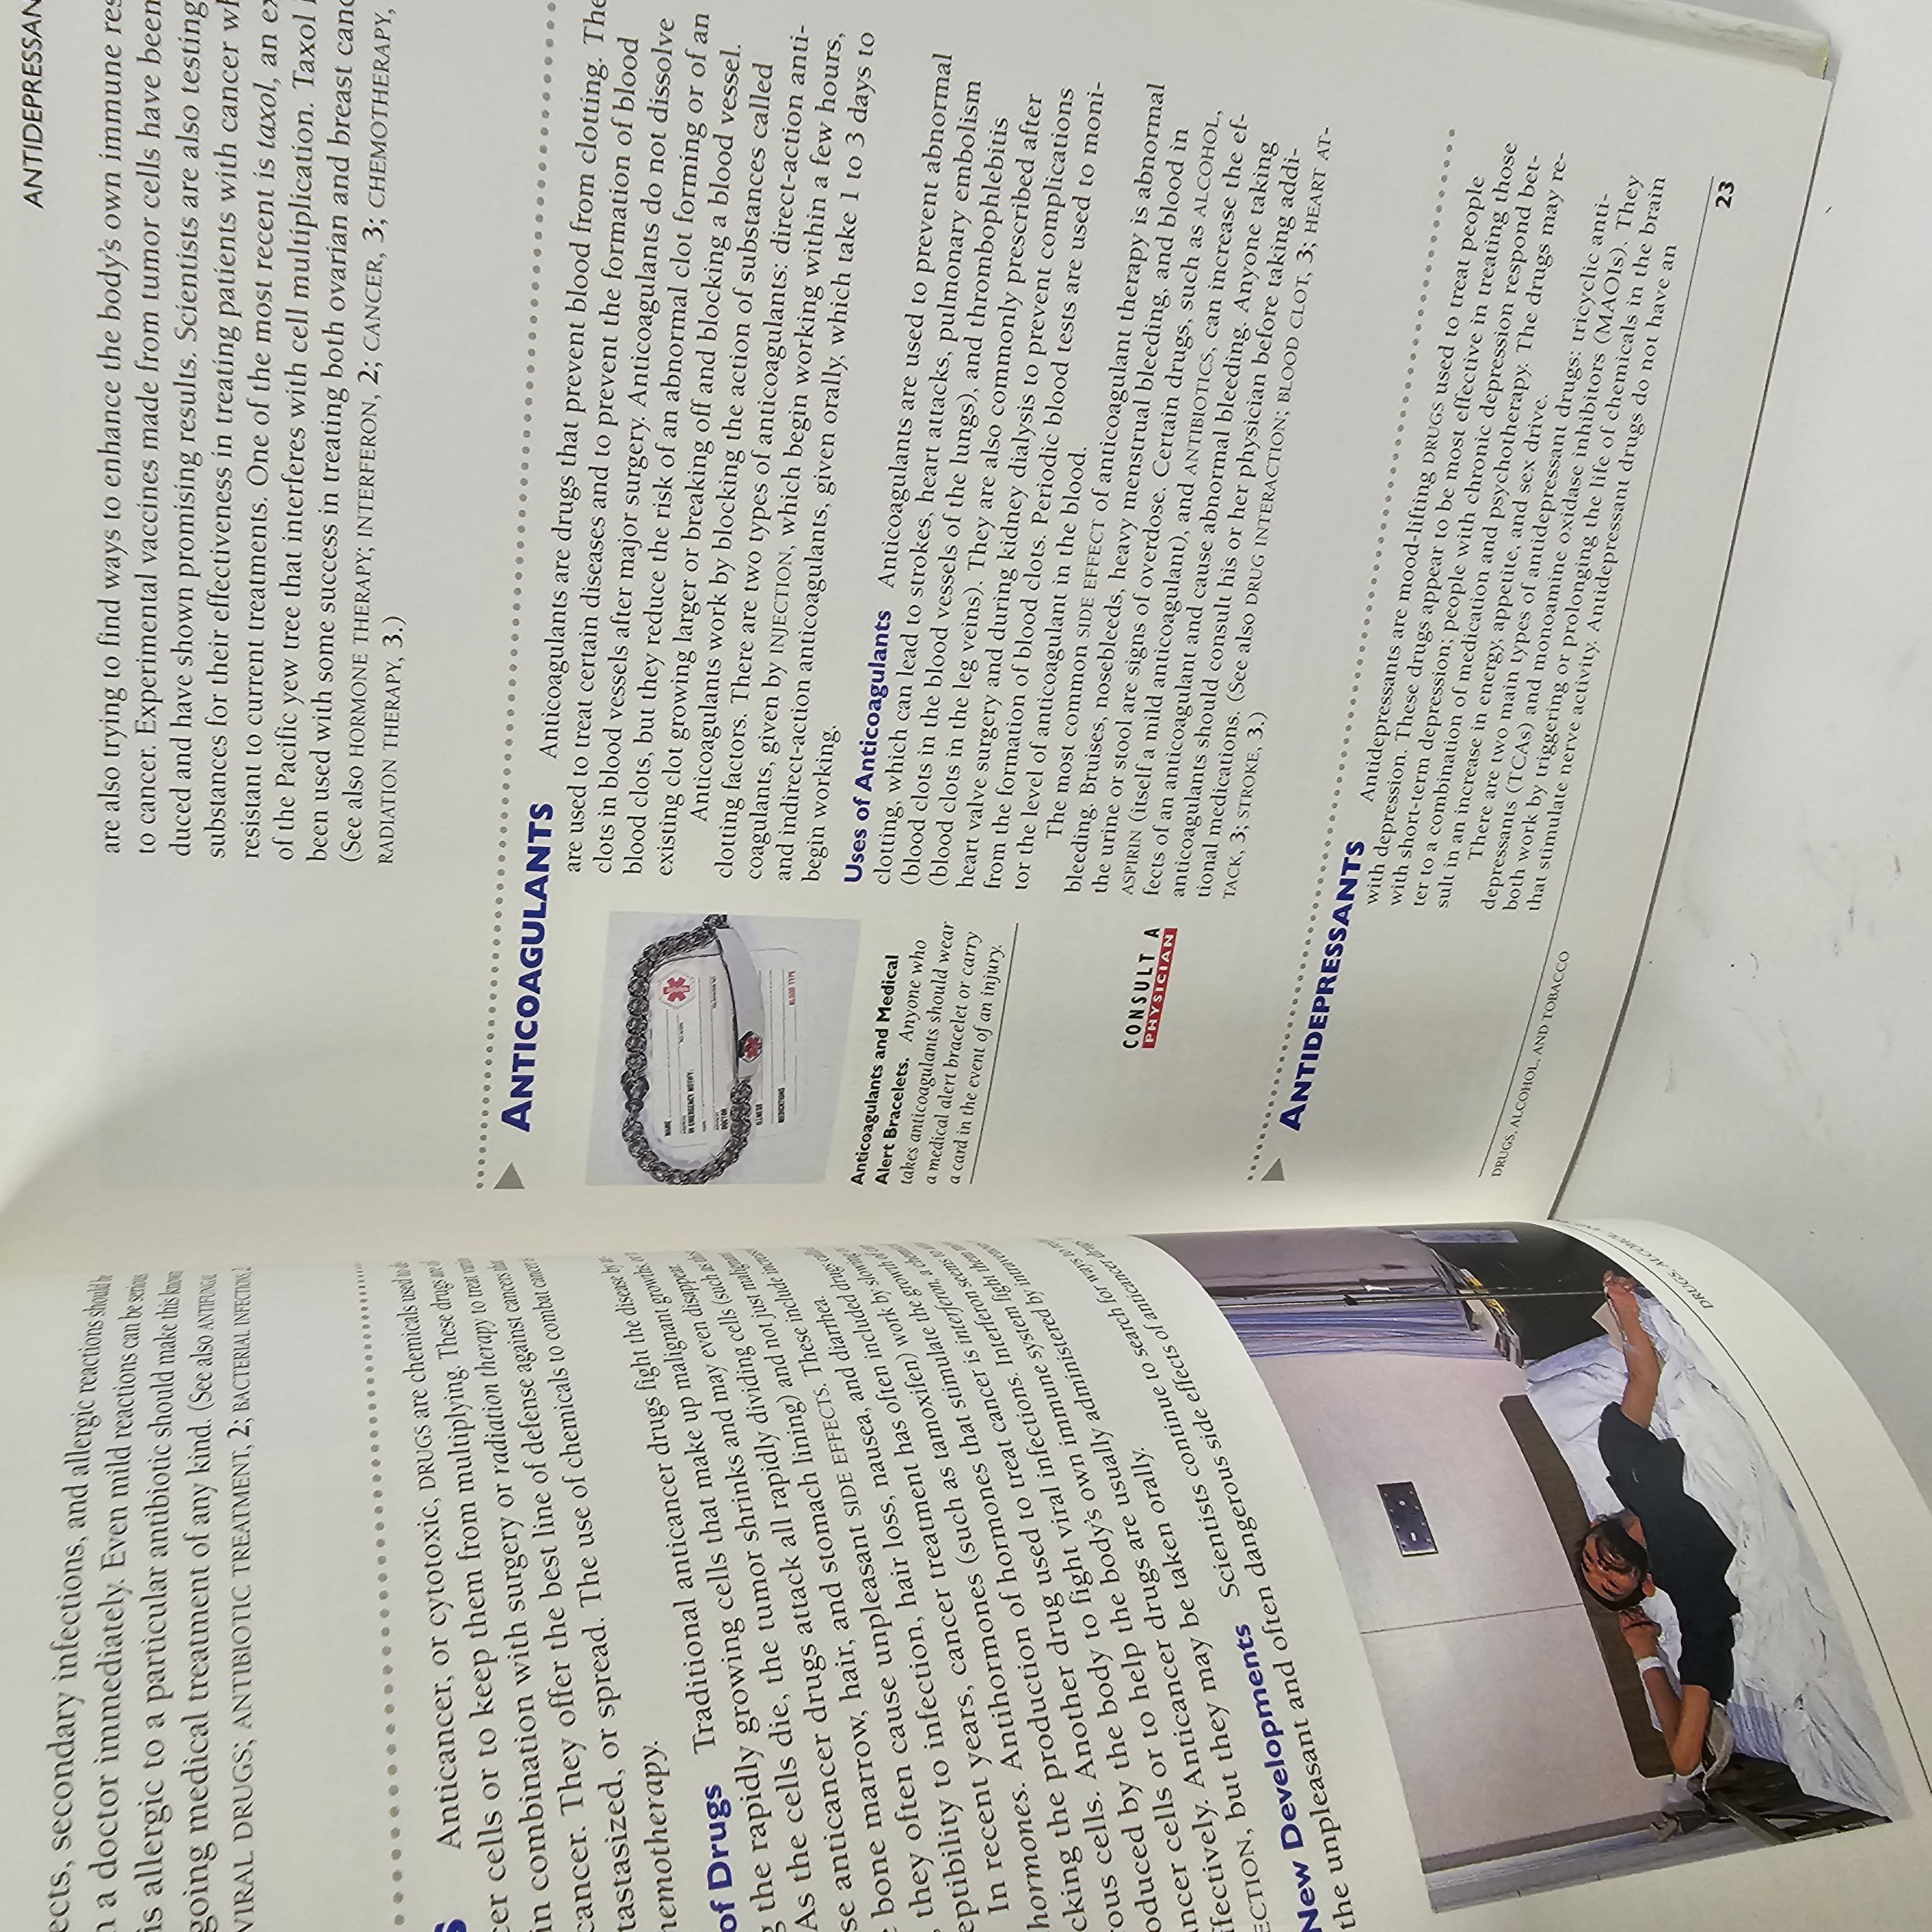 ects, secondary infections, and allergic reactions should be
n a doctor immediately. Even mild reactions can be serious
is allergic to a particular antibiotic should make this known
going medical treatment of any kind. (See also ANTIFUNGAL
VIRAL DRUGS; ANTIBIOTIC TREATMENT, 2; BACTERIAL INFECTIONS, 2
S Anticancer, or cytotoxic, DRUGS are chemicals used to
cer cells or to keep them from multiplying. These drugs are
in combination with surgery or radiation therapy to treat
cancer. They offer the best line of defense against cancers that
tastasized, or spread. The use of chemicals to combat cancer is
hemotherapy.
of Drugs Traditional anticancer drugs fight the disease by
g the rapidly growing cells that make up malignant growths, or
As the cells die, the tumor shrinks and may even disappear.
se anticancer drugs attack all rapidly dividing cells (such as those
e bone marrow, hair, and stomach lining) and not just malignant
, they often cause unpleasant SIDE EFFECTS. These include increased
eptibility to infection, hair loss, nausea, and diarrhea.
In recent years, cancer treatment has often included drugs called
hormones. Antihormones (such as tamoxifen) work by slowing or
cking the production of hormones that stimulate the growth of
rous cells. Another drug used to treat cancer is interferon, a chemical
oduced by the body to fight viral infections. Interferon seems to
ncer cells or to help the body's own immune system fight them more
ffectively. Anticancer drugs are usually administered by intravenous
ECTION, but they may be taken orally.
New Developments Scientists continue to search for ways to
the unpleasant and often dangerous side effects of anticancer drugs
DRUGS, ALCOHOL,
ANTIDEPRESSAN
are also trying to find ways to enhance the body's own immune res
to cancer. Experimental vaccines made from tumor cells have been
duced and have shown promising results. Scientists are also testing
substances for their effectiveness in treating patients with cancer wh
resistant to current treatments. One of the most recent is taxol, an ex
of the Pacific yew tree that interferes with cell multiplication. Taxol
been used with some success in treating both ovarian and breast canc
(See also HORMONE THERAPY; INTERFERON, 2; CANCER, 3; CHEMOTHERAPY,
RADIATION THERAPY, 3.)
ANTICOAGULANTS Anticoagulants are drugs that prevent blood from clotting. The
are used to treat certain diseases and to prevent the formation of blood
clots in blood vessels after major surgery. Anticoagulants do not dissolve
blood clots, but they reduce the risk of an abnormal clot forming or of an
existing clot growing larger or breaking off and blocking a blood vessel.
Anticoagulants work by blocking the action of substances called
clotting factors. There are two types of anticoagulants: direct-action anti-
coagulants, given by INJECTION, which begin working within a few hours,
and indirect-action anticoagulants, given orally, which take 1 to 3 days to
begin working.
NAME
IN EMERGENCY NOTIFY:
DOCTOR
ILLNESS
MEDICATIONS
BLOOD TYPE
Anticoagulants and Medical
Alert Bracelets. Anyone who
takes anticoagulants should wear
a medical alert bracelet or carry
a card in the event of an injury.
Uses of Anticoagulants Anticoagulants are used to prevent abnormal
clotting, which can lead to strokes, heart attacks, pulmonary embolism
(blood clots in the blood vessels of the lungs), and thrombophlebitis
(blood clots in the leg veins). They are also commonly prescribed after
heart valve surgery and during kidney dialysis to prevent complications
from the formation of blood clots. Periodic blood tests are used to moni-
tor the level of anticoagulant in the blood.
The most common SIDE EFFECT of anticoagulant therapy is abnormal
bleeding. Bruises, nosebleeds, heavy menstrual bleeding, and blood in
the urine or stool are signs of overdose. Certain drugs, such as ALCOHOL,
ASPIRIN (itself a mild anticoagulant), and ANTIBIOTICS, can increase the ef-
fects of an anticoagulant and cause abnormal bleeding. Anyone taking
anticoagulants should consult his or her physician before taking addi-
tional medications. (See also DRUG INTERACTION; BLOOD CLOT, 3; HEART AT-
TACK, 3; STROKE, 3.)
CONSULT A
PHYSICIAN
ANTIDEPRESSANTS Antidepressants are mood-lifting DRUGS used to treat people
with depression. These drugs appear to be most effective in treating those
with short-term depression; people with chronic depression respond bet-
ter to a combination of medication and psychotherapy. The drugs may re-
sult in an increase in energy, appetite, and sex drive.
There are two main types of antidepressant drugs: tricyclic anti-
depressants (TCAs) and monoamine oxidase inhibitors (MAOIs). They
both work by triggering or prolonging the life of chemicals in the brain
that stimulate nerve activity. Antidepressant drugs do not have an
DRUGS, ALCOHOL, AND TOBACCO
23